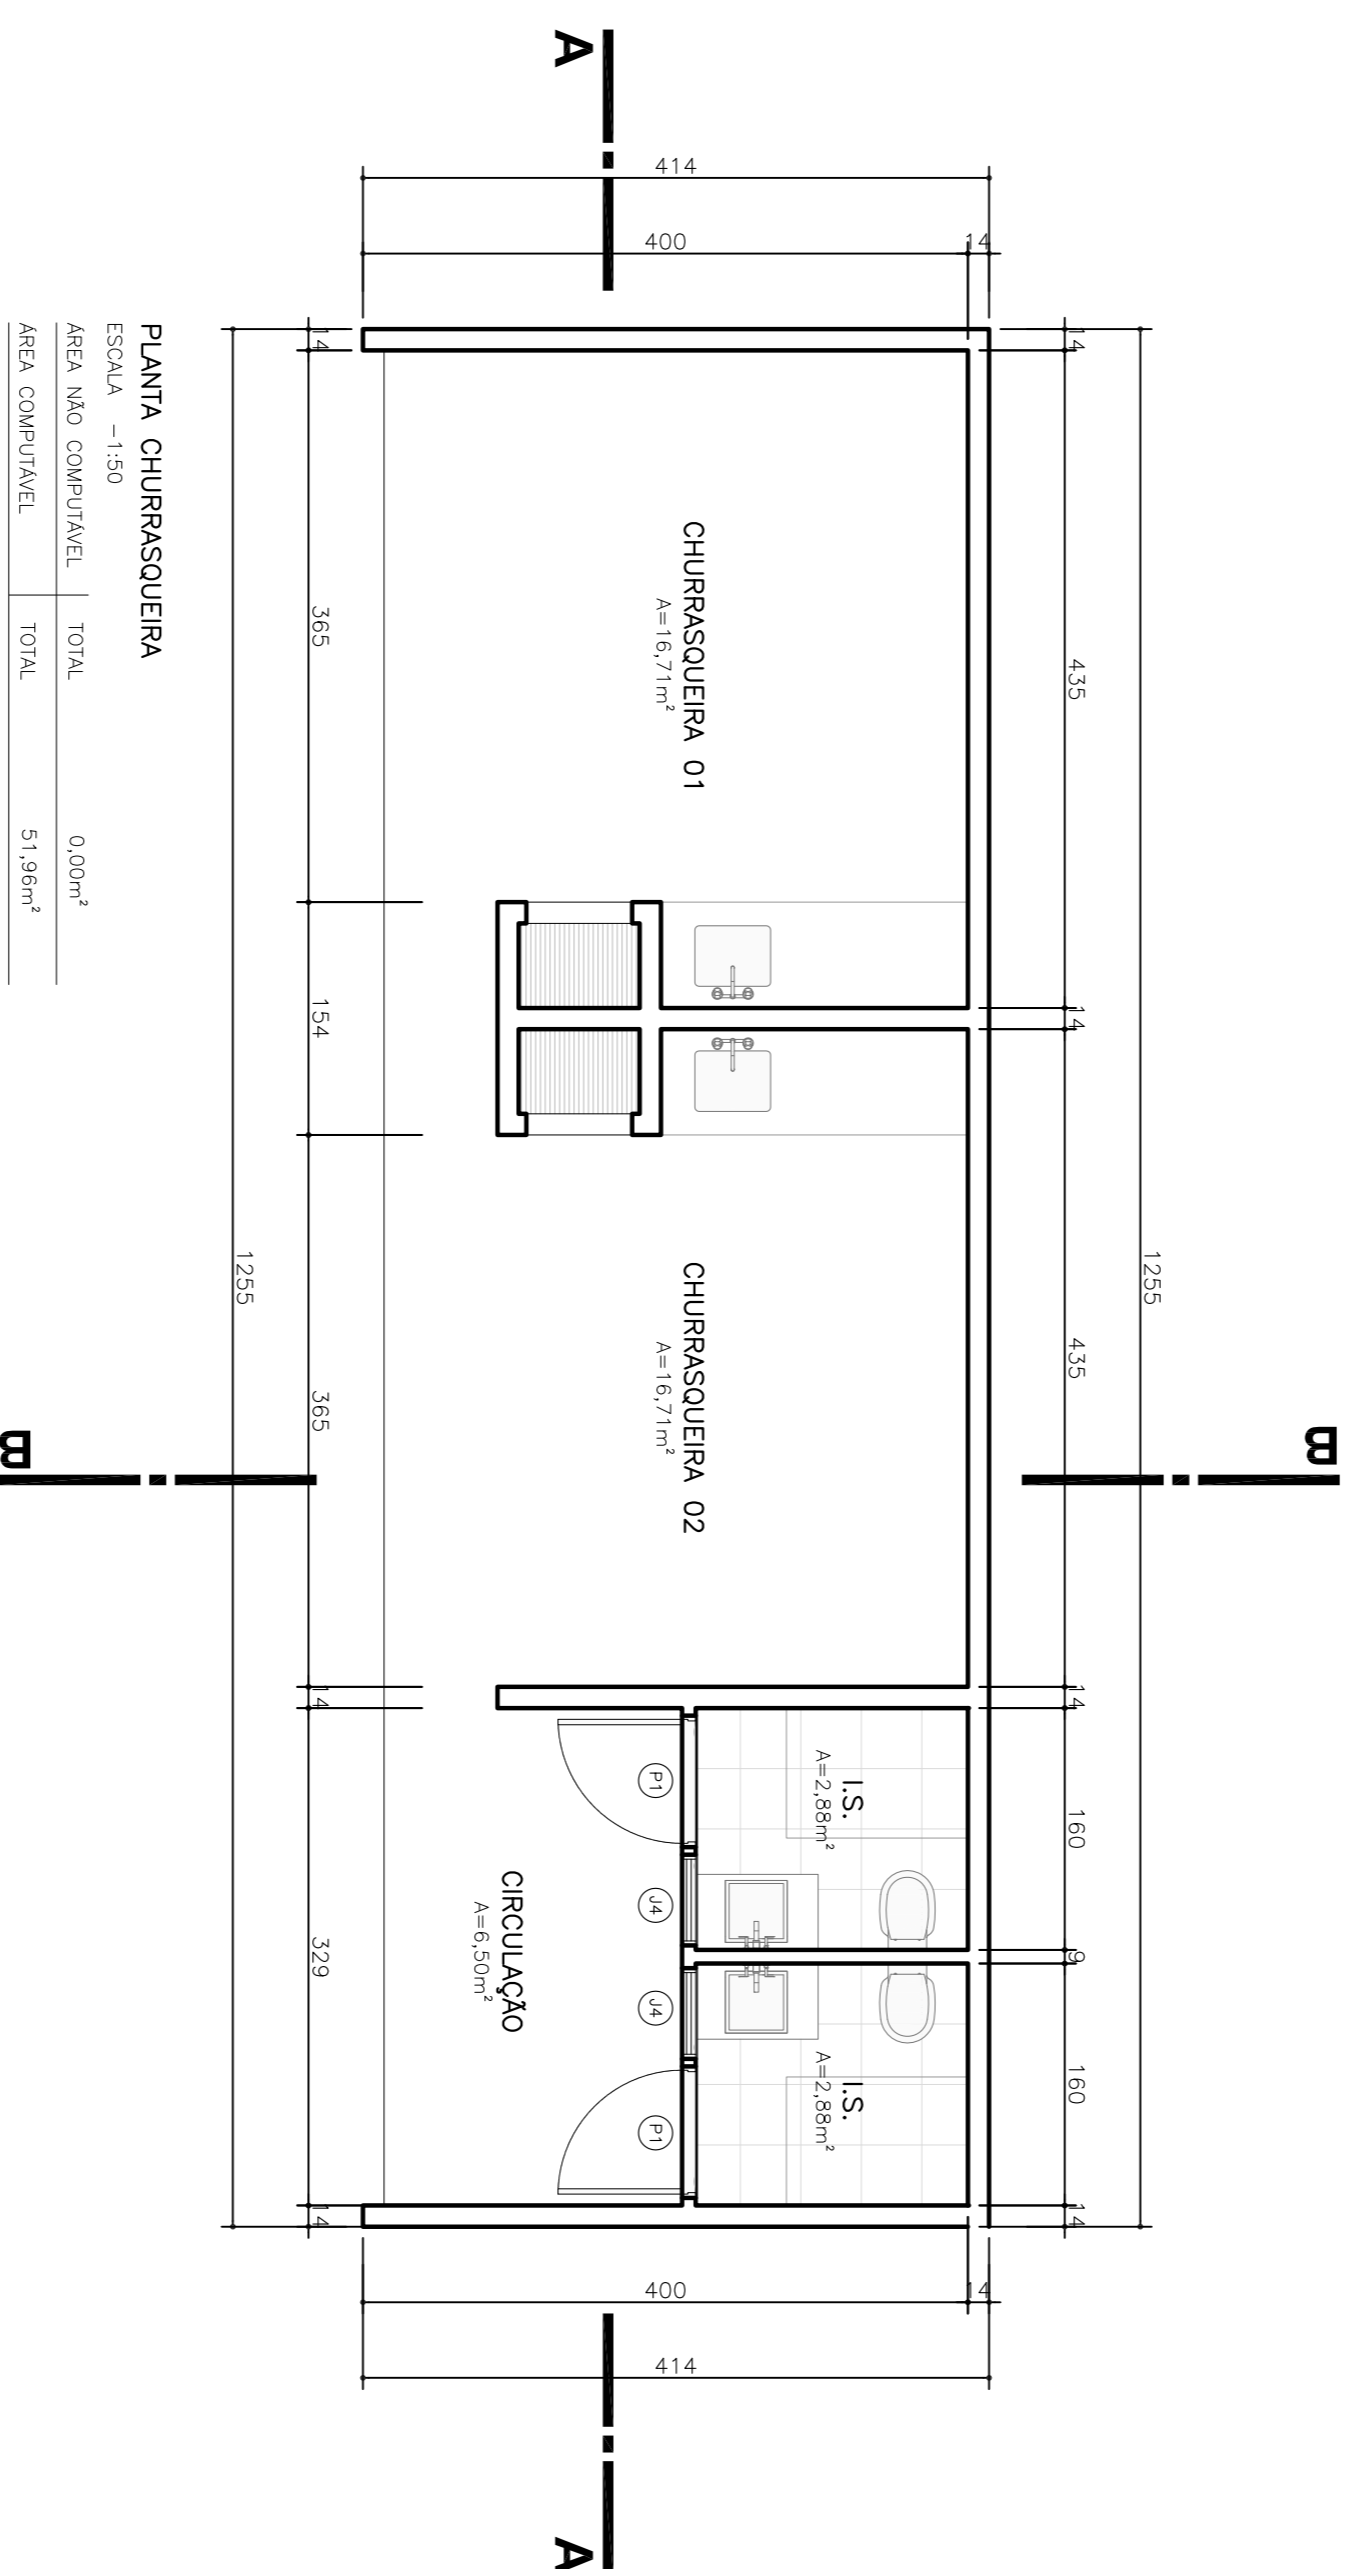 B
1255
14
435
14
435
14
160
9
160
14
A
414
400
14
CHURRASQUEIRA 01
A=16,71m²
CHURRASQUEIRA 02
A=16,71m²
I.S.
A=2,88m²
I.S.
A=2,88m²
P1
J4
J4
P1
CIRCULAÇÃO
A=6,50m²
14
400
414
A
14
365
154
365
14
329
14
1255
B
PLANTA CHURRASQUEIRA
ESCALA -1:50
ÁREA NÃO COMPUTÁVEL TOTAL 0,00m²
ÁREA COMPUTÁVEL TOTAL 51,96m²